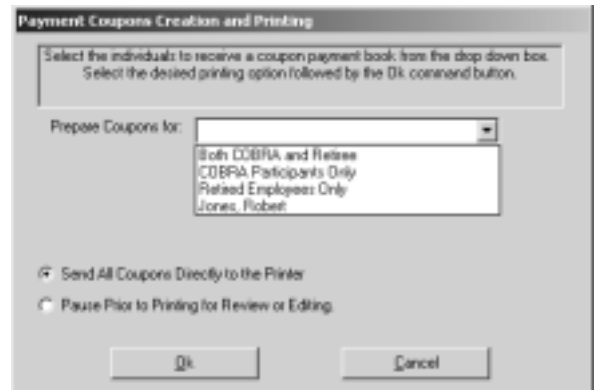 Payment Coupons Creation and Printing
Select the individuals to receive a coupon payment book from the drop down box.
Select the desired printing option followed by the Ok command button.
Prepare Coupons for:
Both COBRA and Retiree
COBRA Participants Only
Retired Employees Only
Jones, Robert
Send All Coupons Directly to the Printer
Pause Prior to Printing for Review or Editing.
Ok
Cancel